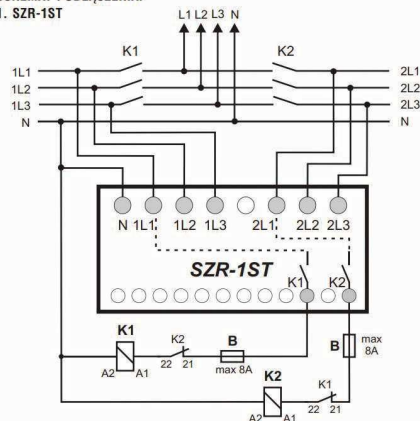 1. SZR-1ST
L1 L2 L3 N
K1 K2
1L1 2L1
1L2 2L2
1L3 2L3
N N
N 1L1 1L2 1L3 2L1 2L2 2L3
SZR-1ST
K1 K2
K1 K2 B B max
8A
A2 A1 22 21 max 8A
K2 K1
A2 A1 22 21